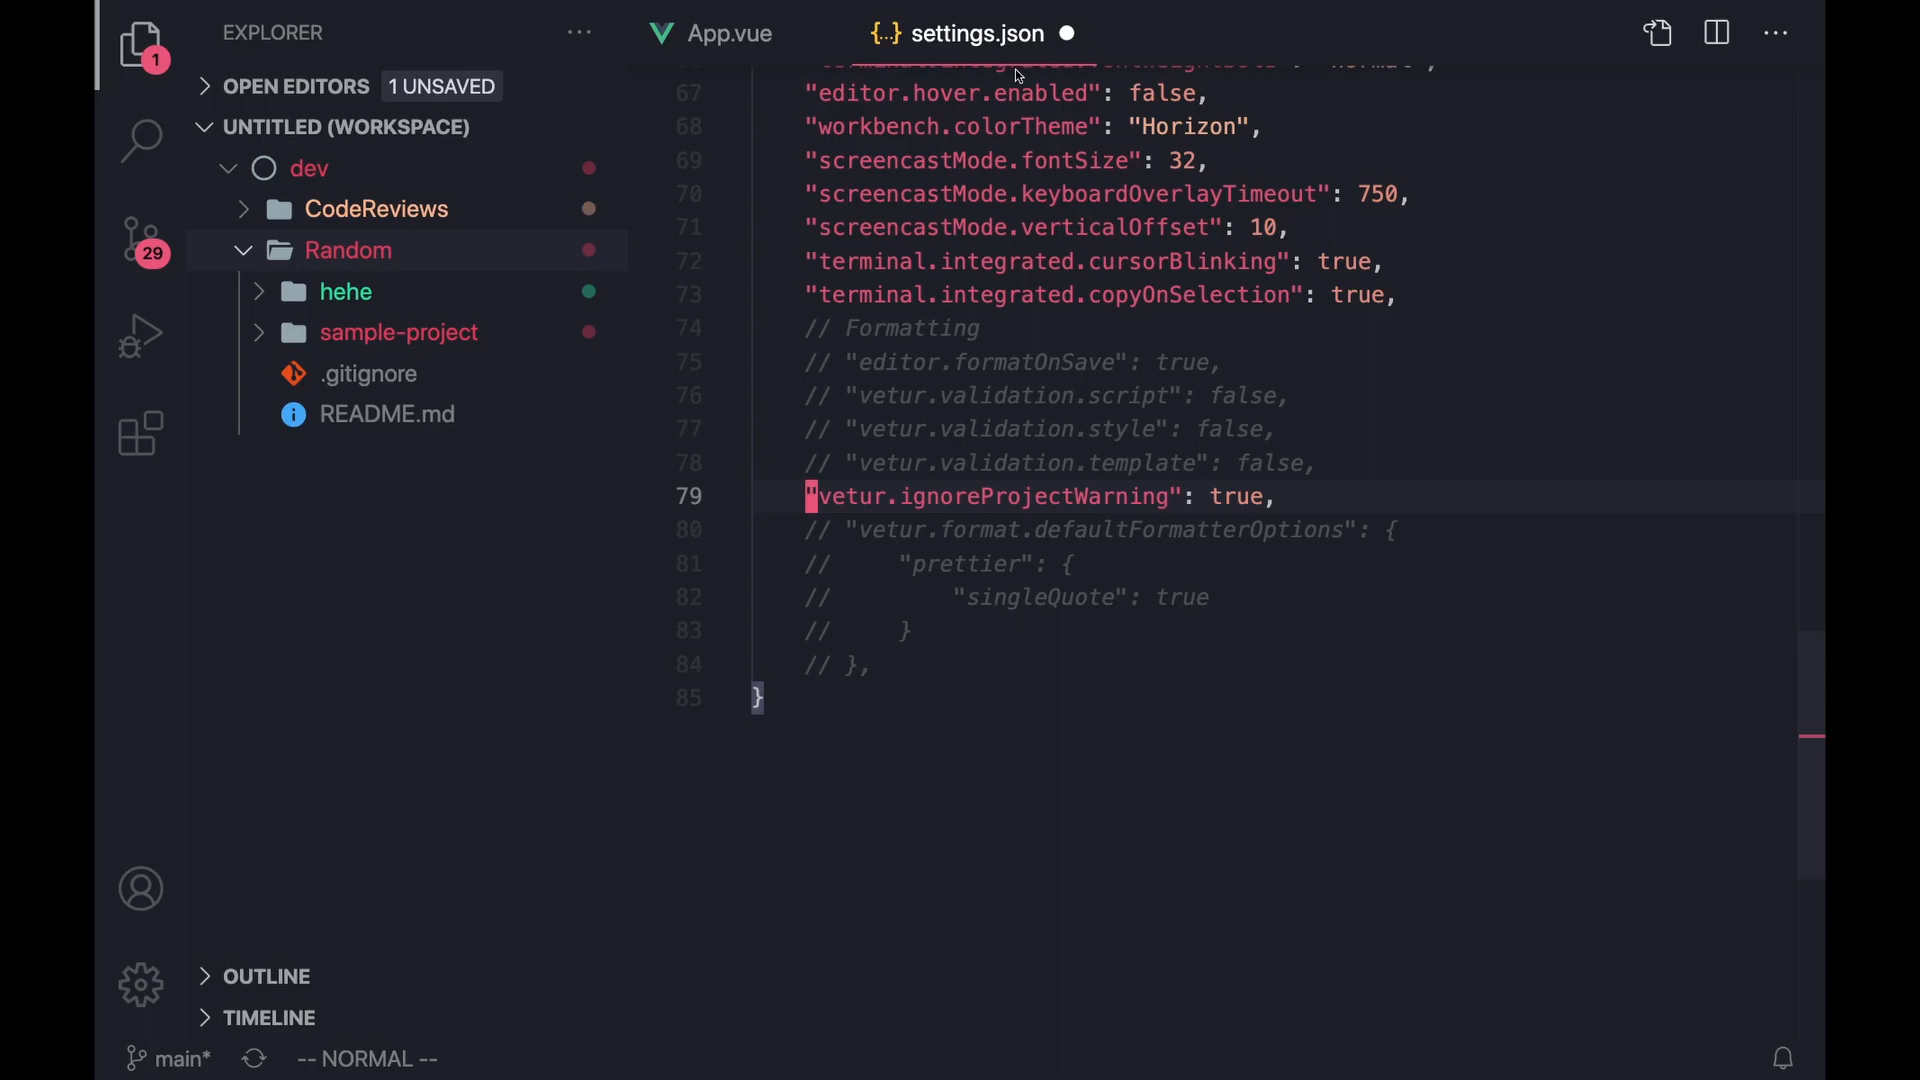 EXPLORER
OPEN EDITORS
1 UNSAVED
UNTITLED (WORKSPACE)
dev
CodeReviews
Random
hehe
sample-project
.gitignore
README.md
OUTLINE
TIMELINE
1
29
App.vue
{...} settings.json
67 "editor.hover.enabled": false,
68 "workbench.colorTheme": "Horizon",
69 "screencastMode.fontSize": 32,
70 "screencastMode.keyboardOverlayTimeout": 750,
71 "screencastMode.verticalOffset": 10,
72 "terminal.integrated.cursorBlinking": true,
73 "terminal.integrated.copyOnSelection": true,
74 // Formatting
75 // "editor.formatOnSave": true,
76 // "vetur.validation.script": false,
77 // "vetur.validation.style": false,
78 // "vetur.validation.template": false,
79 "vetur.ignoreProjectWarning": true,
80 // "vetur.format.defaultFormatterOptions": {
81 //     "prettier": {
82 //         "singleQuote": true
83 //     }
84 // },
85 }
main*
-- NORMAL --